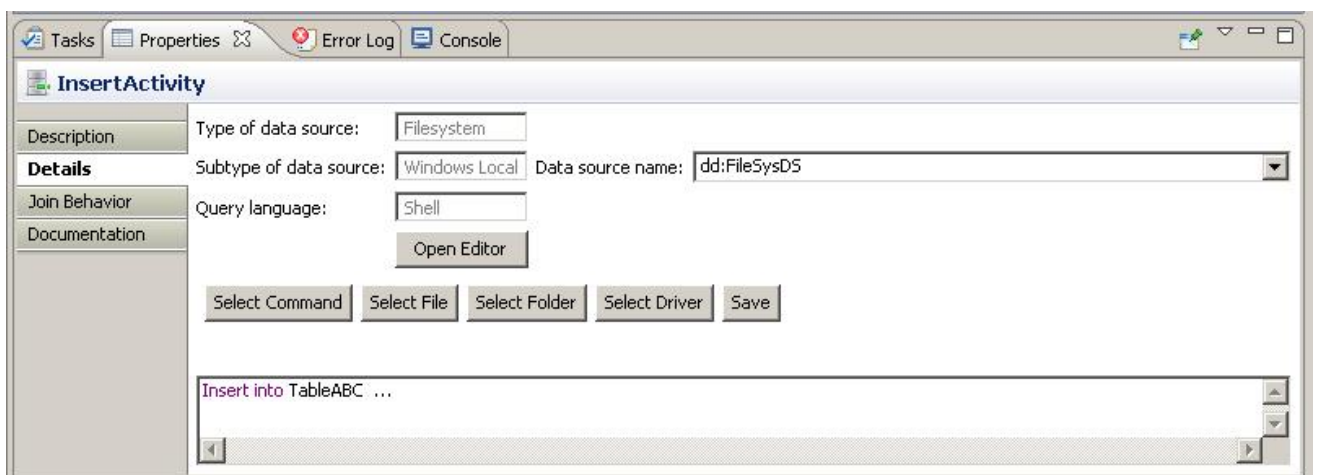 Tasks Properties Error Log Console
InsertActivity
Description
Details
Join Behavior
Documentation
Type of data source: Filesystem
Subtype of data source: Windows Local Data source name: dd:FileSysDS
Query language: Shell
Open Editor
Select Command Select File Select Folder Select Driver Save
Insert into TableABC ...